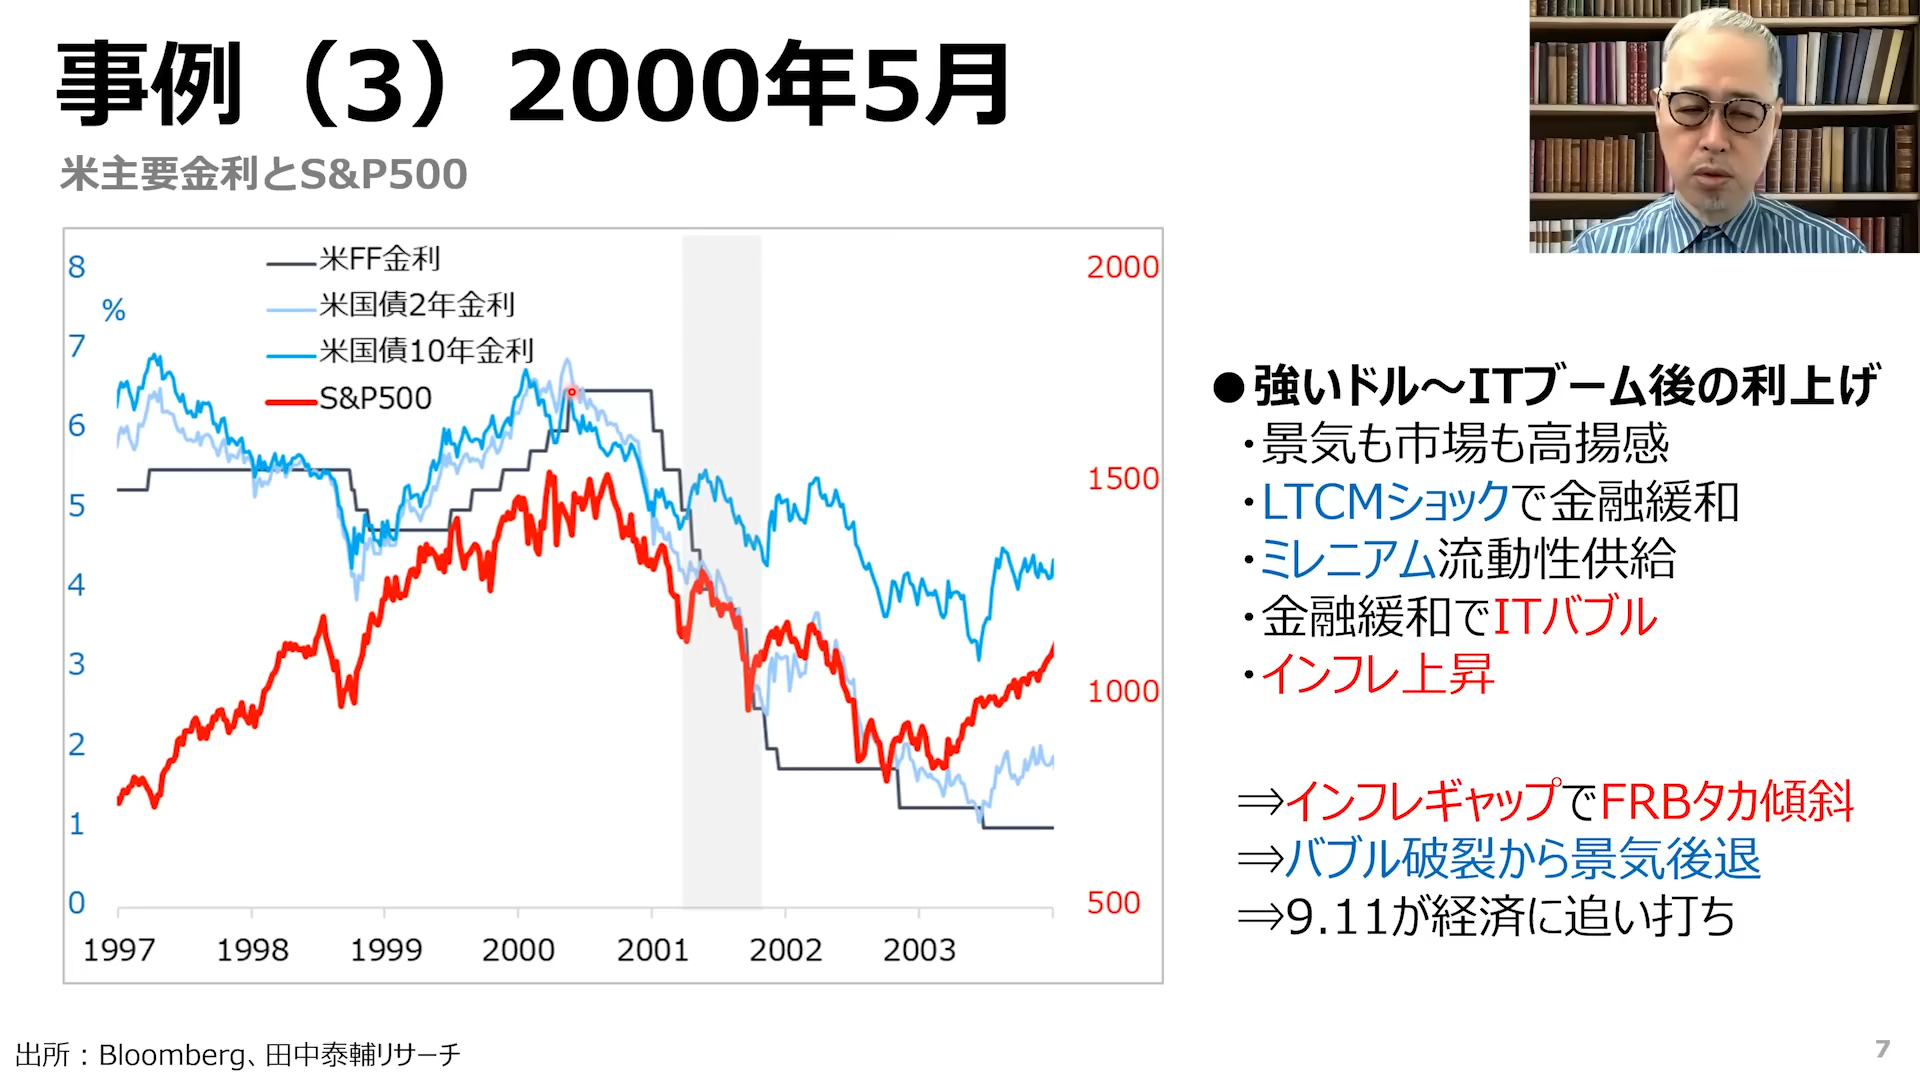 事例（3）2000年5月
米主要金利とS&P500
米FF金利
米国債2年金利
米国債10年金利
S&P500
%
8
7
6
5
4
3
2
1
0
2000
1500
1000
500
1997 1998 1999 2000 2001 2002 2003
●強いドル～ITブーム後の利上げ
・景気も市場も高揚感
・LTCMショックで金融緩和
・ミレニアム流動性供給
・金融緩和でITバブル
・インフレ上昇
⇒インフレギャップでFRBタカ傾斜
⇒バブル破裂から景気後退
⇒9.11が経済に追い打ち
出所：Bloomberg、田中泰輔リサーチ
7